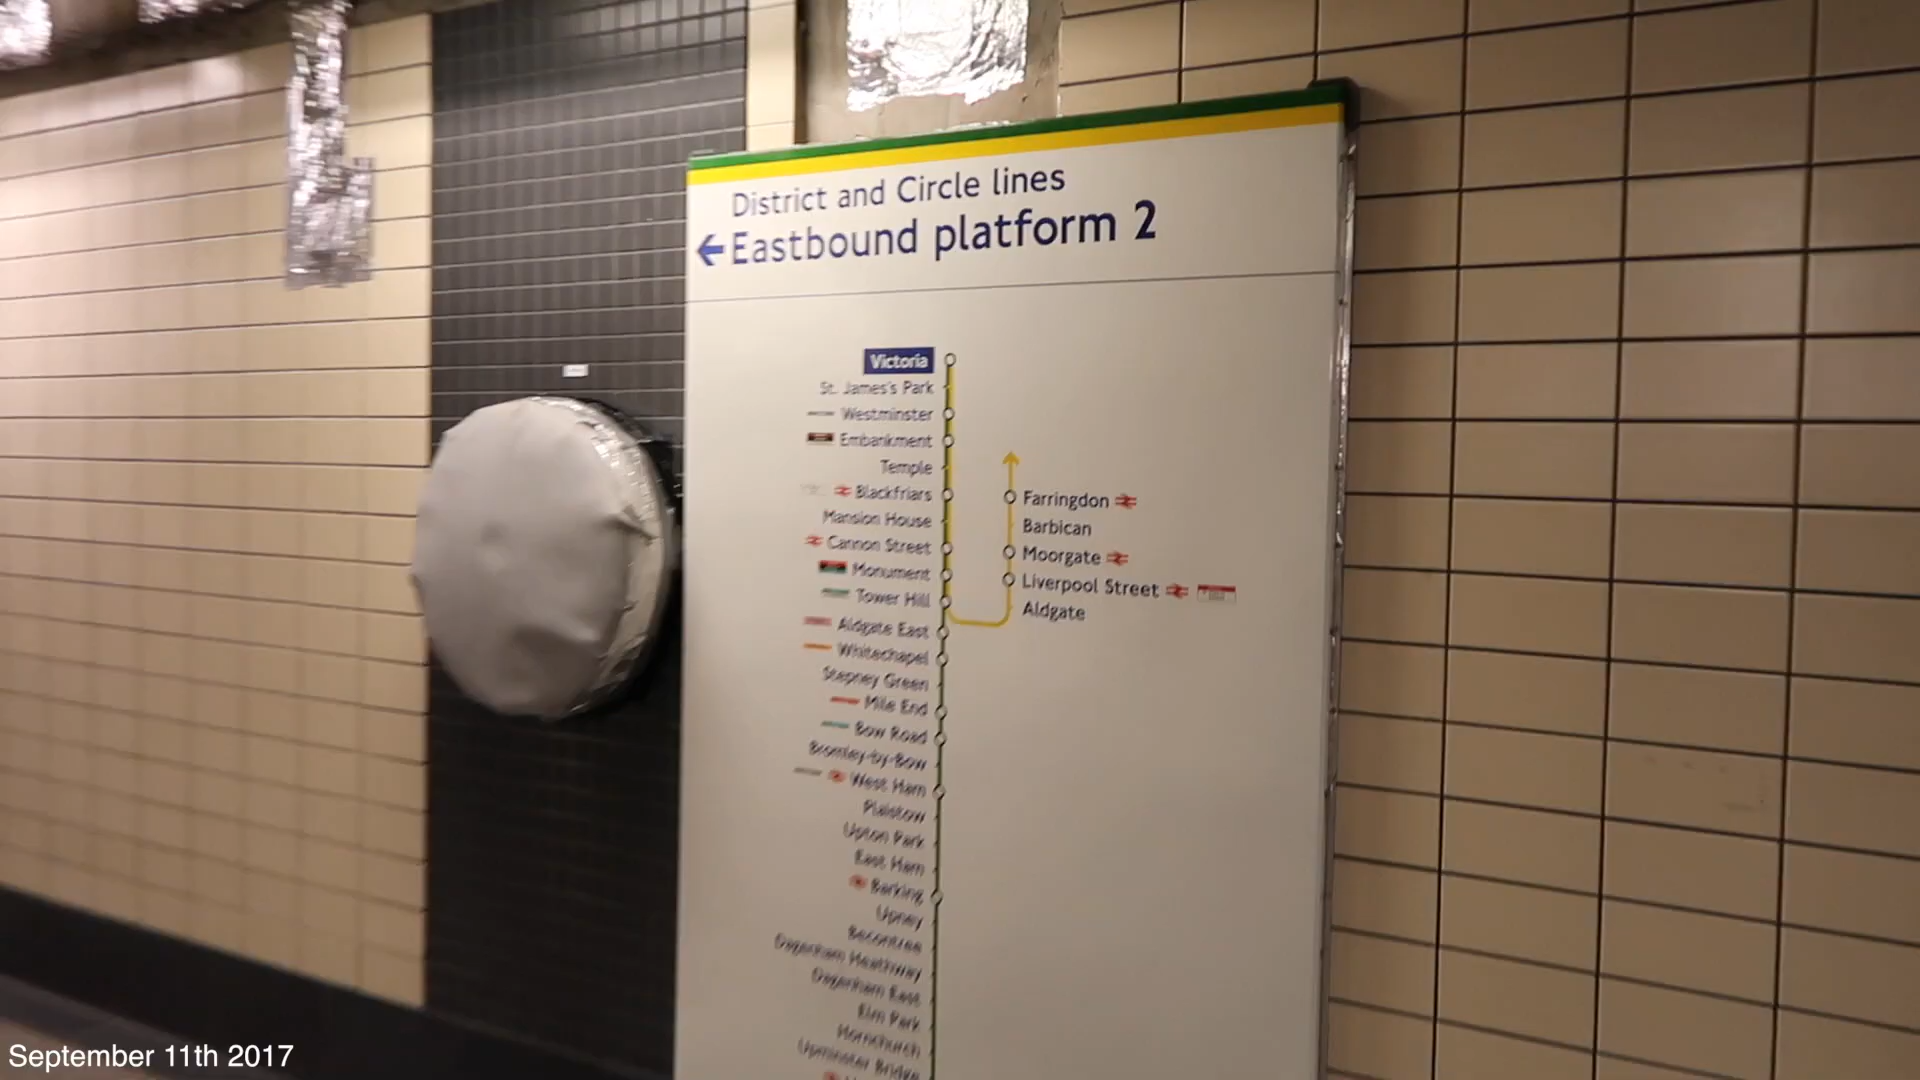 District and Circle lines
Eastbound platform 2
Victoria
St. James's Park
Westminster
Embankment
Temple
Blackfriars
Mansion House
Cannon Street
Monument
Tower Hill
Aldgate East
Whitechapel
Stepney Green
Mile End
Bow Road
Bromley-by-Bow
West Ham
Plaistow
Upton Park
East Ham
Barking
Upney
Becontree
Dagenham Heathway
Dagenham East
Elm Park
Hornchurch
Upminster Bridge
Farringdon
Barbican
Moorgate
Liverpool Street
Aldgate
September 11th 2017